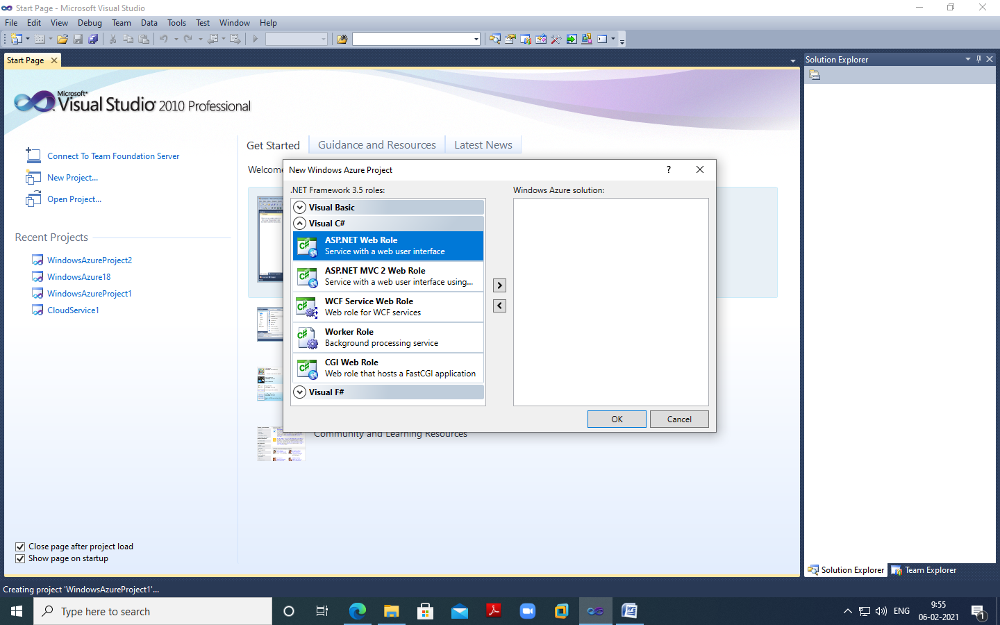 Start Page - Microsoft Visual Studio
File Edit View Debug Team Data Tools Test Window Help
Start Page
Solution Explorer
Microsoft®
Visual Studio® 2010 Professional
Connect To Team Foundation Server
New Project...
Open Project...
Recent Projects
WindowsAzureProject2
WindowsAzure18
WindowsAzureProject1
CloudService1
Get Started Guidance and Resources Latest News
Welcome
New Windows Azure Project
.NET Framework 3.5 roles:
Windows Azure solution:
Visual Basic
Visual C#
ASP.NET Web Role
Service with a web user interface
ASP.NET MVC 2 Web Role
Service with a web user interface using...
WCF Service Web Role
Web role for WCF services
Worker Role
Background processing service
CGI Web Role
Web role that hosts a FastCGI application
Visual F#
OK Cancel
Community and Learning Resources
Close page after project load
Show page on startup
Solution Explorer Team Explorer
Creating project 'WindowsAzureProject1'...
Type here to search
ENG
9:55
06-02-2021
1